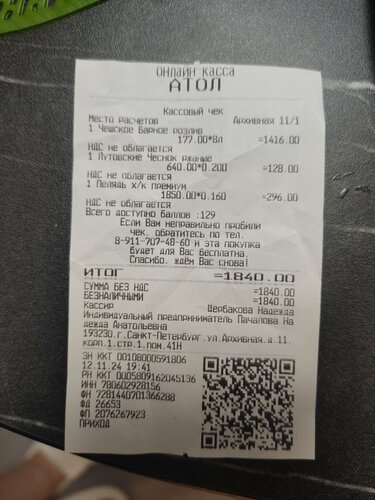 ОНЛАЙН КАССА
АТОЛ
Кассовый чек
Место расчетов Архивная 11/1
1 Чешское Барное розлив
177.00*8л =1416.00
НДС не облагается
1 Лутовские Чеснок ржаные
640.00*0.200 =128.00
НДС не облагается
1 Пелядь х/к премиум
1850.00*0.160 =296.00
НДС не облагается
Всего доступно Баллов :129
Если Вам неправильно пробили
чек, обратитесь по тел.
8-911-707-48-60 и эта покупка
будет для Вас бесплатна.
Спасибо, ждём Вас снова!
ИТОГ =1840.00
СУММА БЕЗ НДС =1840.00
БЕЗНАЛИЧНЫМИ =1840.00
Кассир Щербакова Надежда
Индивидуальный предприниматель Пачалова На
дежда Анатольевна
193230,г.Санкт-Петербург,ул.Архивная,д.11,
корп.1,стр.1,пом.41Н
ЗН ККТ 00108000591806
12.11.24 19:41
РН ККТ 0005809162045136
ИНН 780602928156
ФН 7281440701366288
ФД 26653
ФП 2076267923
ПРИХОД